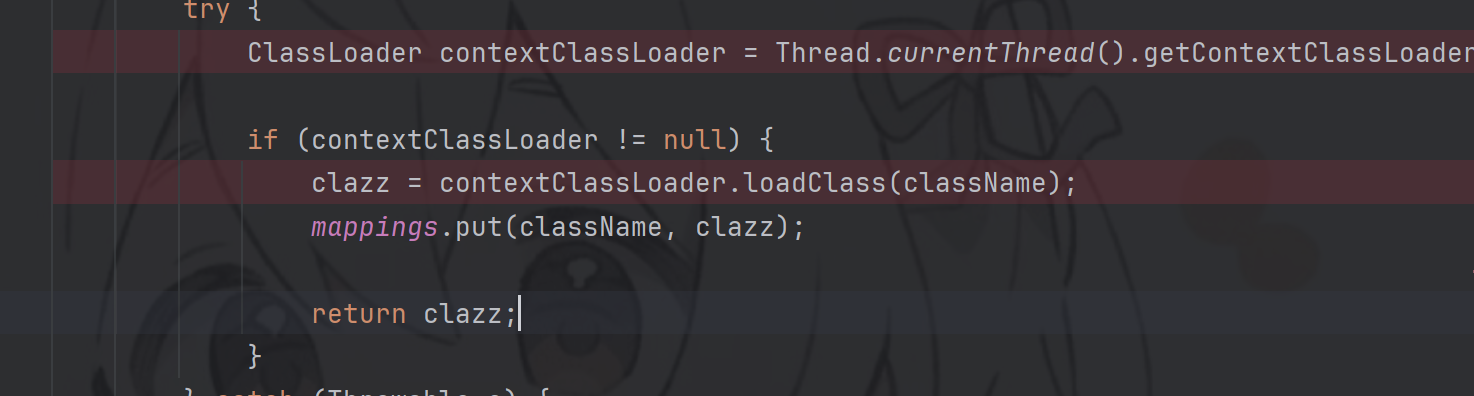 try {
ClassLoader contextClassLoader = Thread.currentThread().getContextClassLoader
if (contextClassLoader != null) {
clazz = contextClassLoader.loadClass(className);
mappings.put(className, clazz);
return clazz;
}
} catch (Throwable e) {